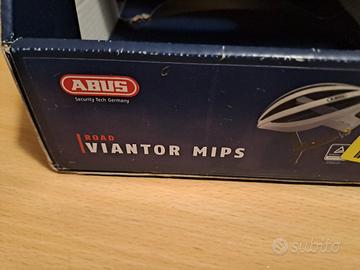 ABUS
Security Tech Germany
ROAD
VIANTOR MIPS
subito